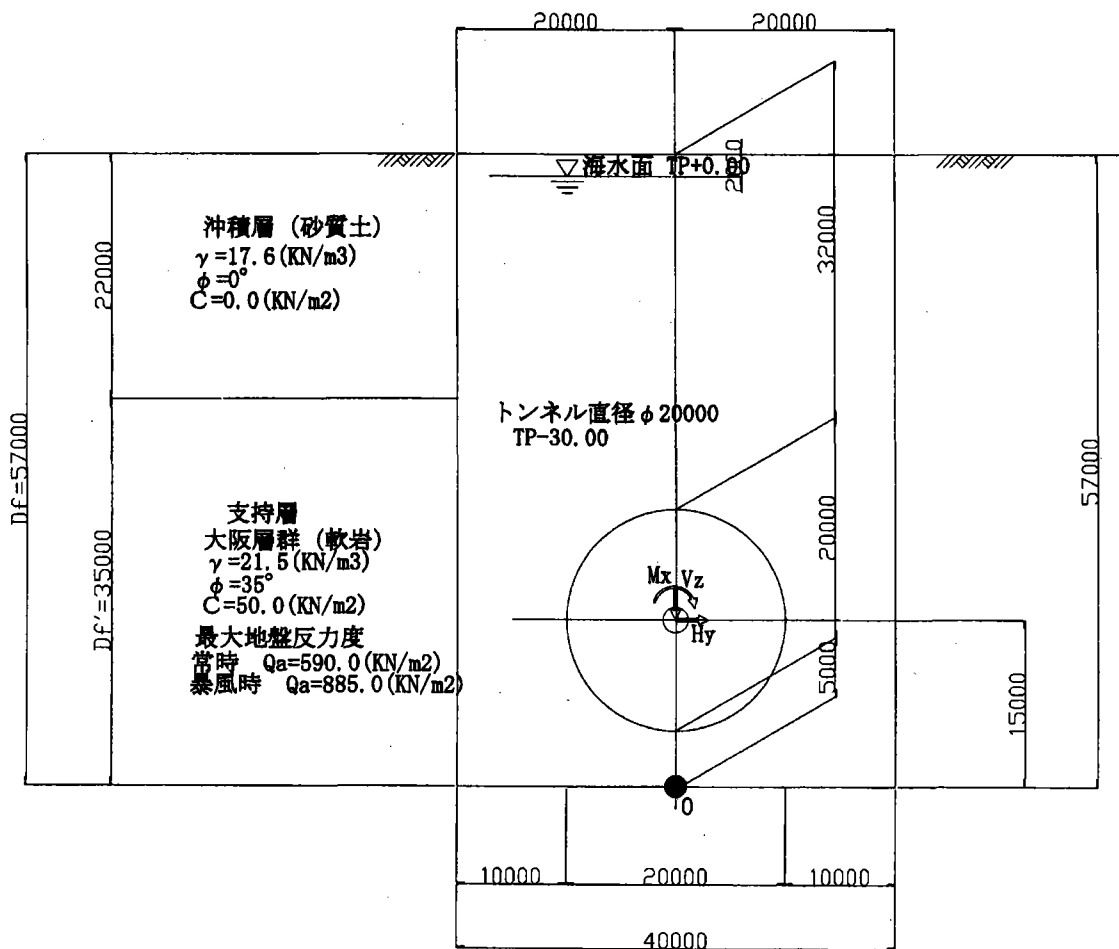 20000
20000
海水面 TP+0.80
沖積層 (砂質土)
γ=17.6(KN/m3)
φ=0°
C=0.0(KN/m2)
22000
32000
トンネル直径φ20000
TP-30.00
Df=57000
57000
支持層
大阪層群 (軟岩)
γ=21.5(KN/m3)
φ=35°
C=50.0(KN/m2)
最大地盤反力度
常時 Qa=590.0(KN/m2)
暴風時 Qa=885.0(KN/m2)
Df'=35000
20000
Mx Vz
Hy
5000
15000
O
10000
20000
10000
40000